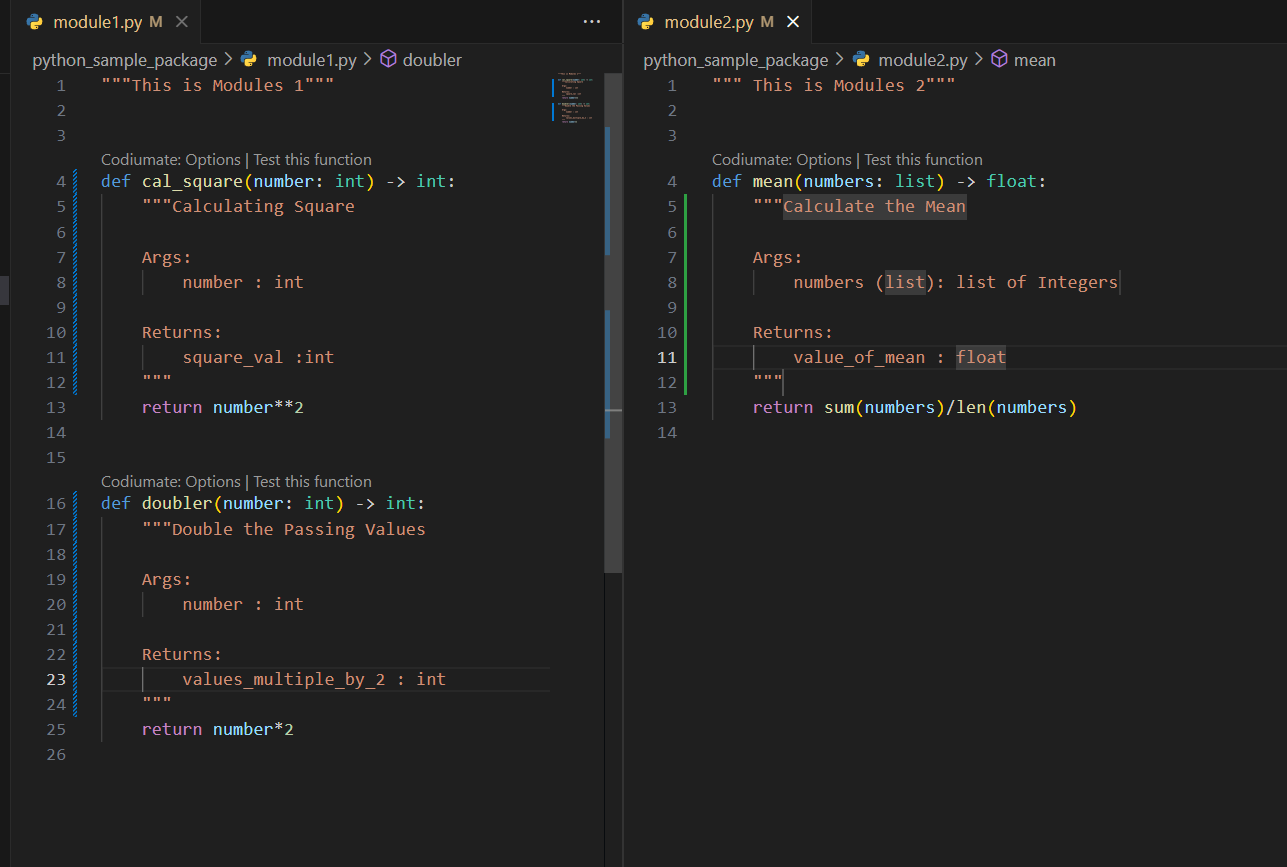 module1.py M
python_sample_package > module1.py > doubler
1 """This is Modules 1"""
2
3
Codiumate: Options | Test this function
4 def cal_square(number: int) -> int:
5 """Calculating Square
6
7 Args:
8 number : int
9
10 Returns:
11 square_val :int
12 """
13 return number**2
14
15
Codiumate: Options | Test this function
16 def doubler(number: int) -> int:
17 """Double the Passing Values
18
19 Args:
20 number : int
21
22 Returns:
23 values_multiple_by_2 : int
24 """
25 return number*2
26
module2.py M
python_sample_package > module2.py > mean
1 """ This is Modules 2"""
2
3
Codiumate: Options | Test this function
4 def mean(numbers: list) -> float:
5 """Calculate the Mean
6
7 Args:
8 numbers (list): list of Integers
9
10 Returns:
11 value_of_mean : float
12 """
13 return sum(numbers)/len(numbers)
14